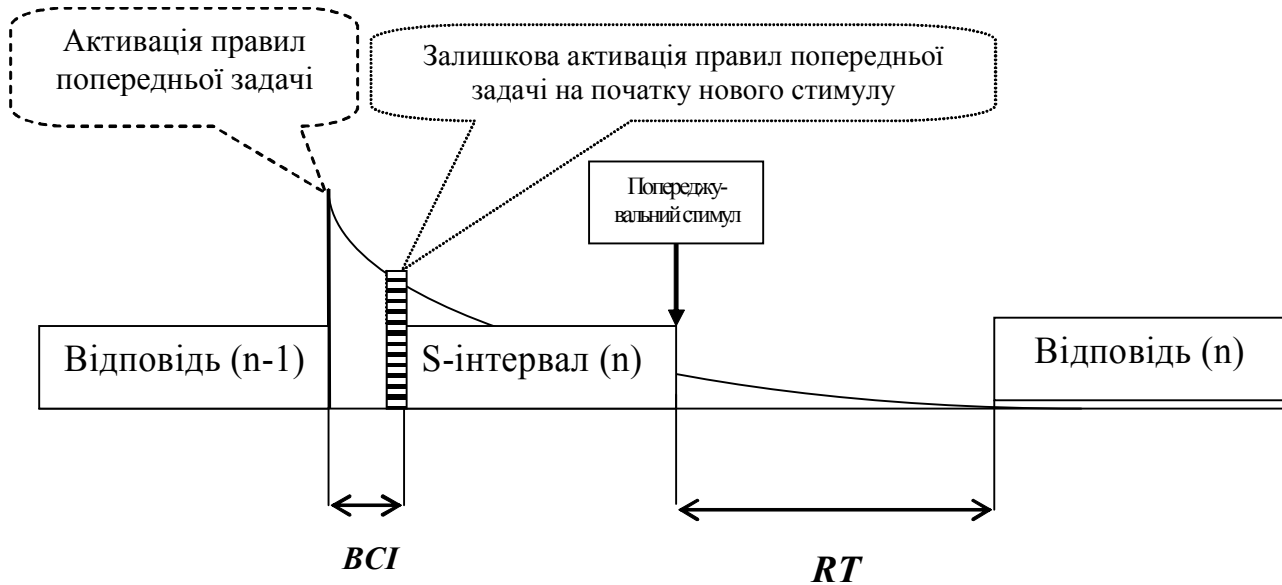 Активація правил
попередньої задачі
Залишкова активація правил попередньої
задачі на початку нового стимулу
Попереджу-
вальний стимул
Відповідь (n-1)
S-інтервал (n)
Відповідь (n)
BCI
RT